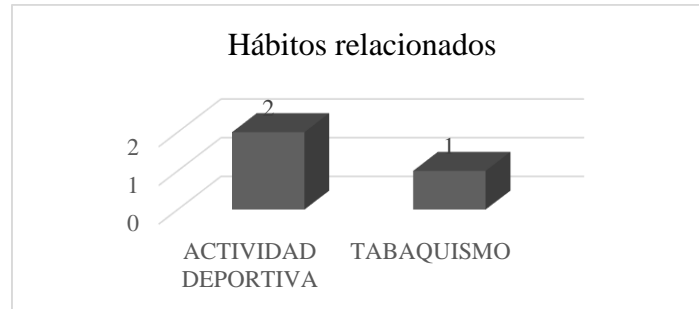 Hábitos relacionados
2
1
2
1
0
ACTIVIDAD
DEPORTIVA
TABAQUISMO